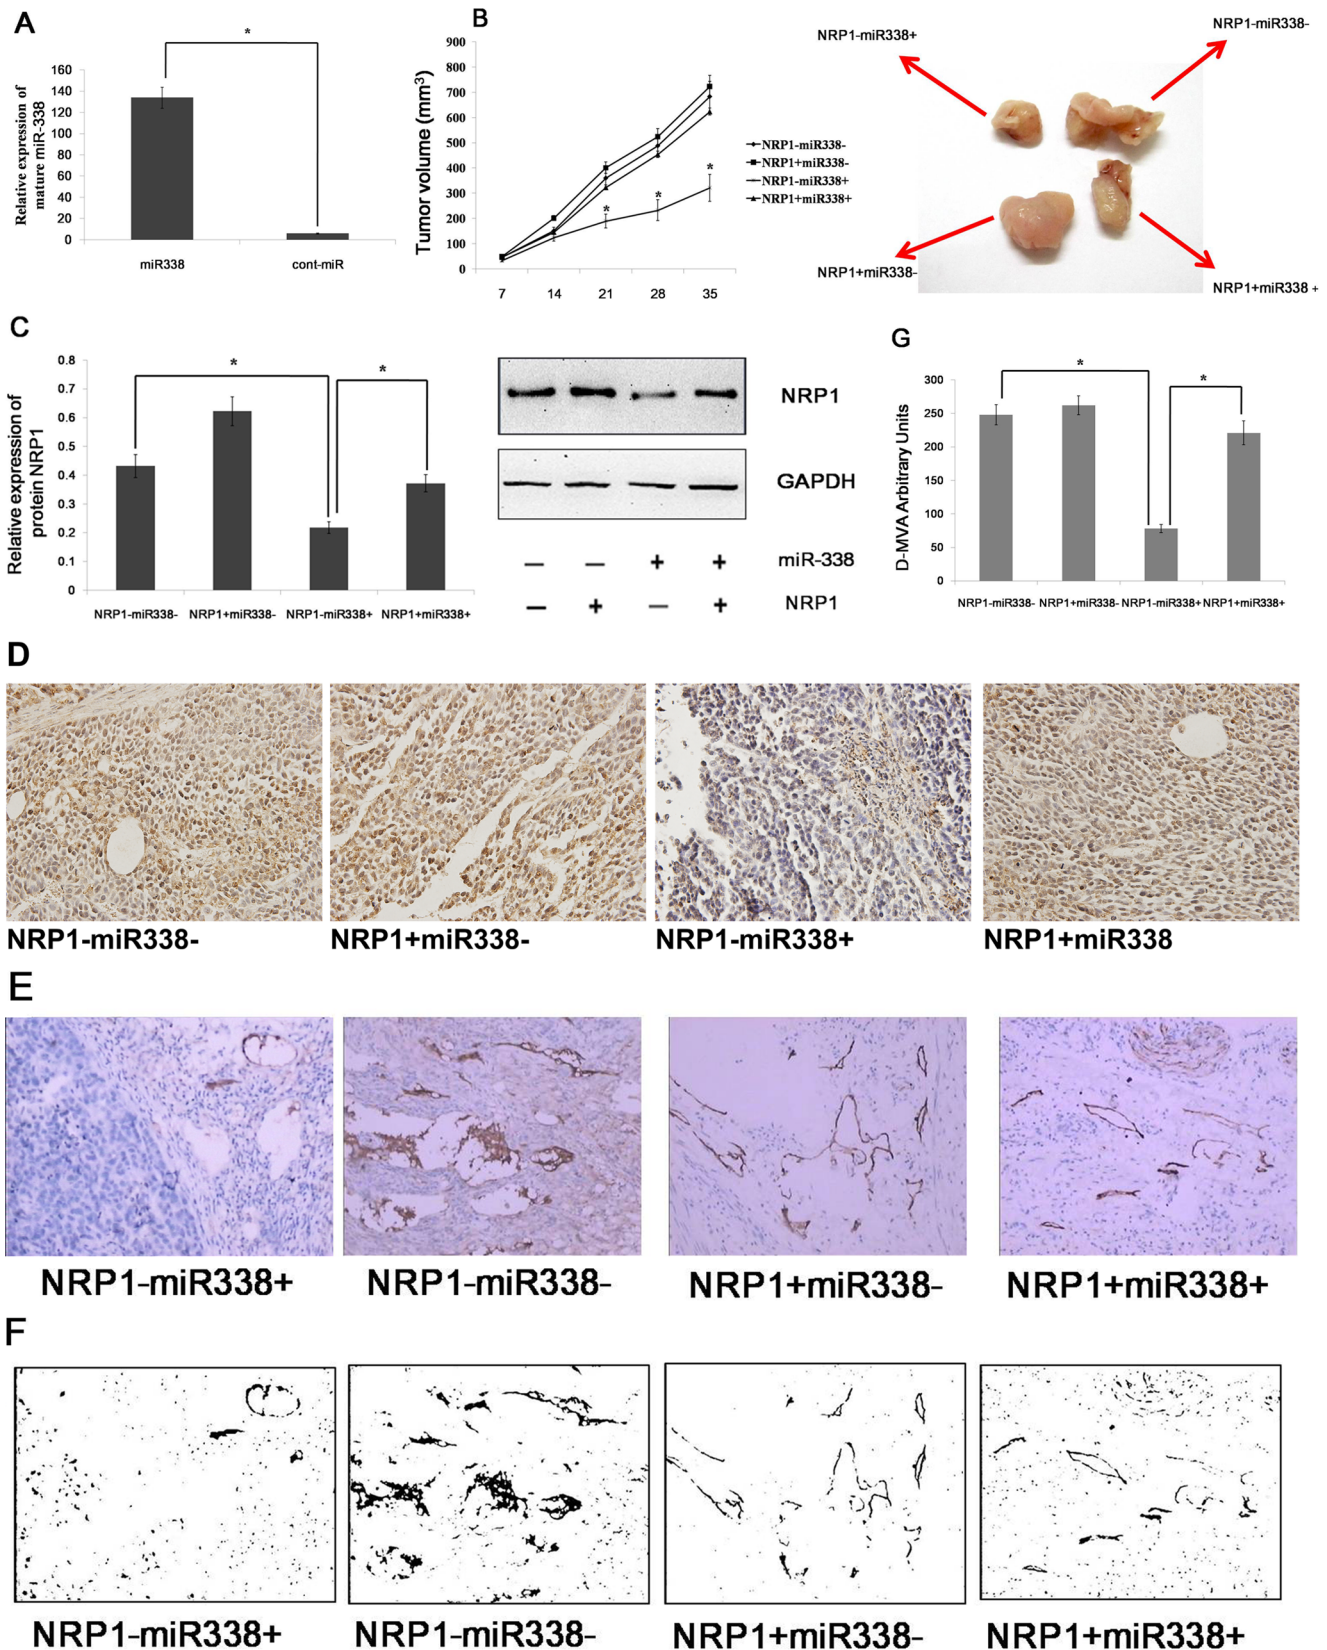 A
Relative expression of
mature miR-338
160
140
120
100
80
60
40
20
0
*
miR338
cont-miR
B
Tumor volume (mm³)
900
800
700
600
500
400
300
200
100
0
7
14
21
28
35
*
*
*
NRP1-miR338-
NRP1+miR338-
NRP1-miR338+
NRP1+miR338+
NRP1-miR338+
NRP1-miR338-
NRP1+miR338-
NRP1+miR338 +
C
Relative expression of
protein NRP1
0.8
0.7
0.6
0.5
0.4
0.3
0.2
0.1
0
*
*
NRP1-miR338-
NRP1+miR338-
NRP1-miR338+
NRP1+miR338+
NRP1
GAPDH
— — + + miR-338
— + — + NRP1
G
D-MVA Arbitrary Units
300
250
200
150
100
50
0
*
*
NRP1-miR338-
NRP1+miR338-
NRP1-miR338+
NRP1+miR338+
D
NRP1-miR338-
NRP1+miR338-
NRP1-miR338+
NRP1+miR338
E
NRP1-miR338+
NRP1-miR338-
NRP1+miR338-
NRP1+miR338+
F
NRP1-miR338+
NRP1-miR338-
NRP1+miR338-
NRP1+miR338+